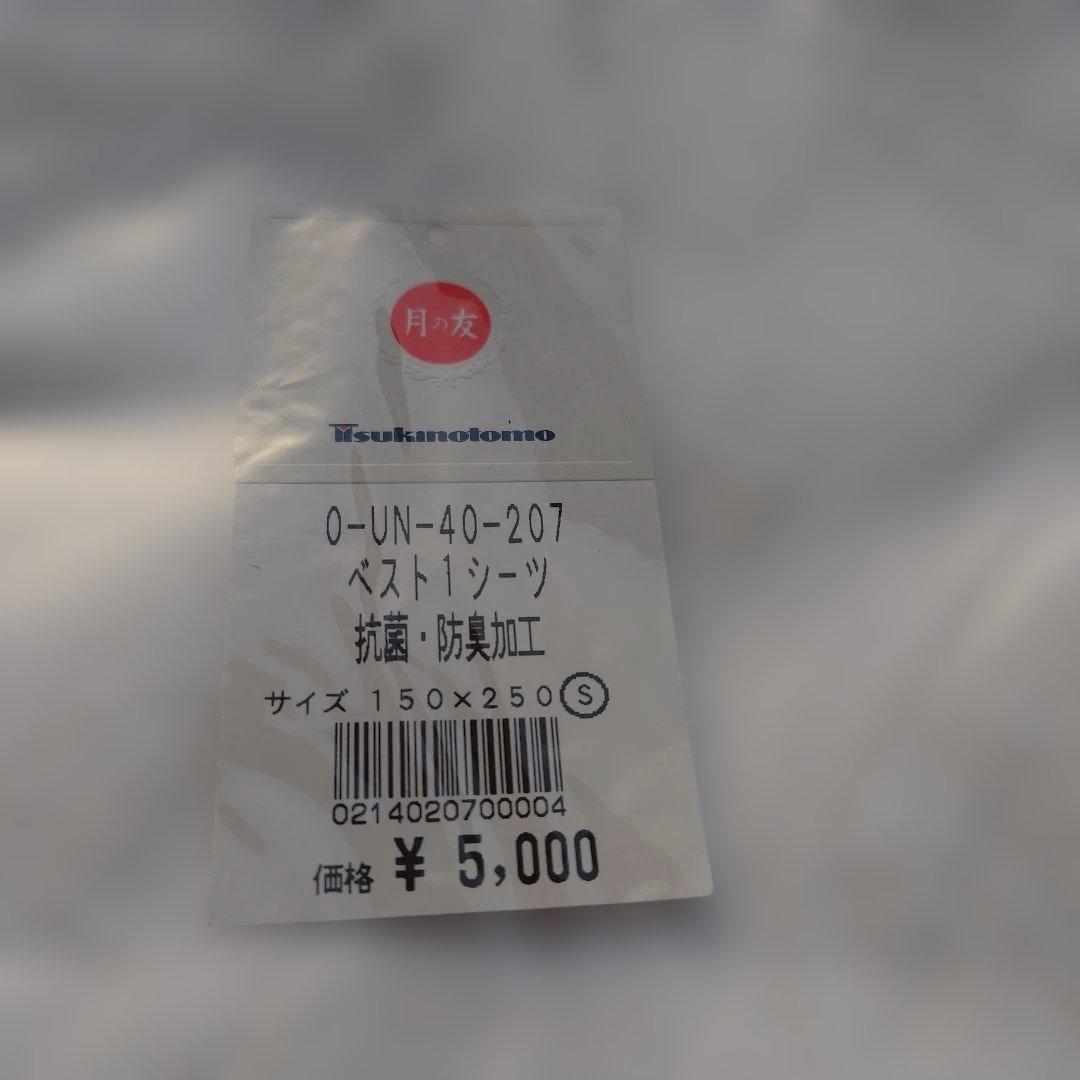 月の友
Tsukinotomo
0-UN-40-207
ベスト1シーツ
抗菌・防臭加工
サイズ 150×250 Ⓢ
0214020700004
価格 ¥ 5,000